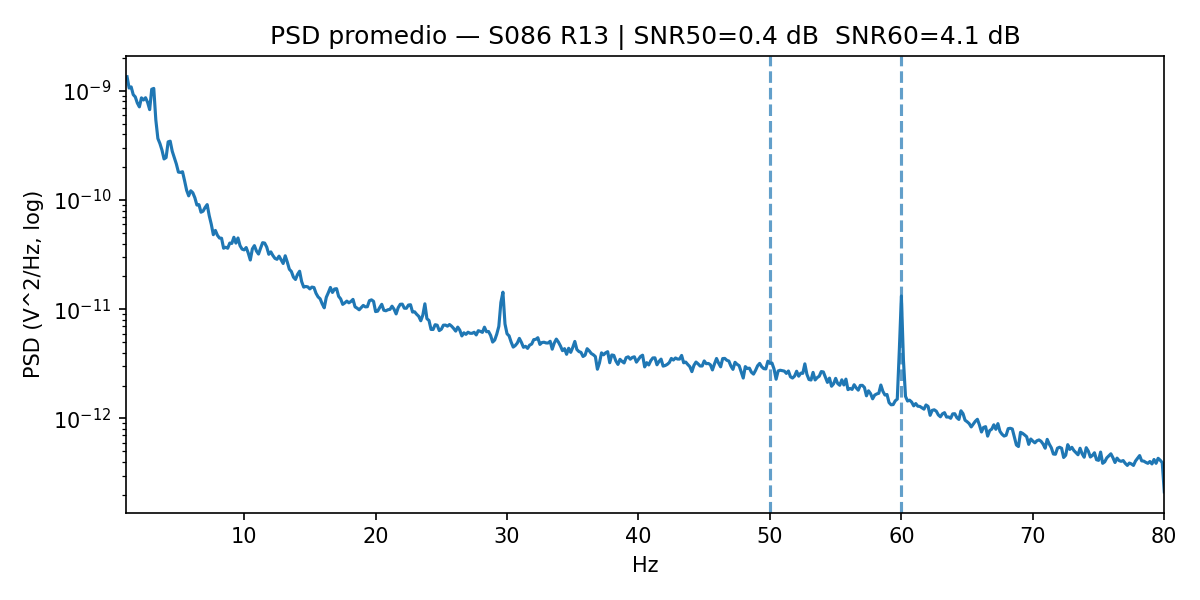 PSD promedio — S086 R13 | SNR50=0.4 dB  SNR60=4.1 dB
PSD (V^2/Hz, log)
10⁻⁹
10⁻¹⁰
10⁻¹¹
10⁻¹²
10 20 30 40 50 60 70 80
Hz